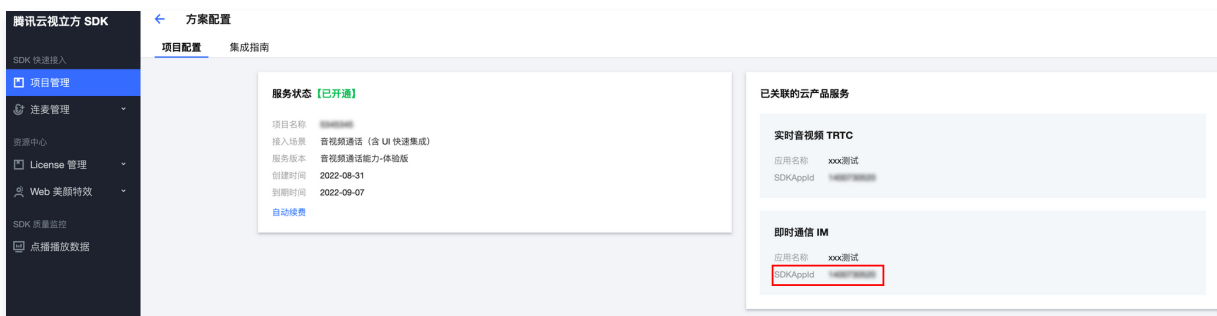 腾讯云视立方 SDK
SDK 快速接入
项目管理
连麦管理
资源中心
License 管理
Web 美颜特效
SDK 质量监控
点播播放数据
方案配置
项目配置
集成指南
服务状态【已开通】
项目名称
接入场景 音视频通话（含 UI 快速集成）
服务版本 音视频通话能力-体验版
创建时间 2022-08-31
到期时间 2022-09-07
自动续费
已关联的云产品服务
实时音视频 TRTC
应用名称 xxx测试
SDKAppId
即时通信 IM
应用名称 xxx测试
SDKAppId